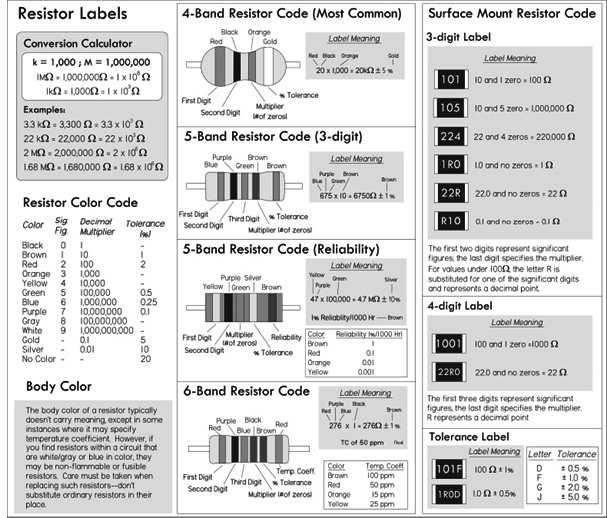 Resistor Labels
Conversion Calculator
k = 1,000 ; M = 1,000,000
1MΩ = 1,000,000Ω = 1 x 10⁶ Ω
1kΩ = 1,000Ω = 1 x 10³ Ω
Examples:
3.3 kΩ = 3,300 Ω = 3.3 x 10³ Ω
22 kΩ = 22,000 Ω = 22 x 10³ Ω
2 MΩ = 2,000,000 Ω = 2 x 10⁶ Ω
1.68 MΩ = 1,680,000 Ω = 1.68 x 10⁶ Ω
Resistor Color Code
Color Sig. Fig. Decimal Multiplier Tolerance (%)
Black 0 1 -
Brown 1 10 1
Red 2 100 2
Orange 3 1,000 -
Yellow 4 10,000 -
Green 5 100,000 0.5
Blue 6 1,000,000 0.25
Purple 7 10,000,000 0.1
Gray 8 100,000,000 -
White 9 1,000,000,000 -
Gold - 0.1 5
Silver - 0.01 10
No Color - - 20
Body Color
The body color of a resistor typically
doesn't carry meaning, except in some
instances where it may specify
temperature coefficient. However, if
you find resistors within a circuit that
are white/gray or blue in color, they
may be non-flammable or fusible
resistors. Care must be taken when
replacing such resistors---don't
substitute ordinary resistors in their
place.
4-Band Resistor Code (Most Common)
Black Orange
Red Gold
First Digit
Second Digit
Multiplier
(# of zeros)
% Tolerance
Label Meaning
Red Black Orange Gold
20 x 1,000 = 20kΩ ± 5 %
5-Band Resistor Code (3-digit)
Purple Green
Blue Brown Brown
First Digit
Second Digit
Third Digit
Multiplier
(# of zeros)
% Tolerance
Label Meaning
Purple Brown
Blue Green Brown
675 x 10 = 6750Ω ± 1 %
5-Band Resistor Code (Reliability)
Purple Silver
Yellow Green Brown
First Digit
Second Digit
Multiplier
(# of zeros)
% Tolerance
Reliability
Label Meaning
Yellow Purple Green Silver
47 x 100,000 = 4.7 MΩ ± 10%
1% Reliability/1000 Hr Brown
Color Reliability (%/1000 Hr)
Brown 1
Red 0.1
Orange 0.01
Yellow 0.001
6-Band Resistor Code
Purple Black Brown
Red Blue Red
First Digit
Second Digit
Third Digit
Multiplier
(# of zeros)
% Tolerance
Temp. Coeff.
Label Meaning
Purple Black
Red Blue Brown
276 x 1 = 276Ω ± 1 %
TC of 50 ppm Red
Color Temp. Coeff.
Brown 100 ppm
Red 50 ppm
Orange 15 ppm
Yellow 25 ppm
Surface Mount Resistor Code
3-digit Label
Label Meaning
101 10 and 1 zero = 100 Ω
105 10 and 5 zero = 1,000,000 Ω
224 22 and 4 zeros = 220,000 Ω
1R0 1.0 and no zeros = 1 Ω
22R 22.0 and no zeros = 22 Ω
R10 0.1 and no zeros = 0.1 Ω
The first two digits represent significant
figures; the last digit specifies the multiplier.
For values under 100Ω, the letter R is
substituted for one of the significant digits
and represents a decimal point.
4-digit Label
Label Meaning
1001 100 and 1 zero =1000 Ω
22R0 22.0 and no zeros = 22 Ω
The first three digits represent significant
figures, the last digit specifies the multiplier.
R represents a decimal point
Tolerance Label
101F 100 Ω ± 1%
1R0D 1.0 Ω ± 0.5%
Letter Tolerance
D ± 0.5 %
F ± 1.0 %
G ± 2.0 %
J ± 5.0 %